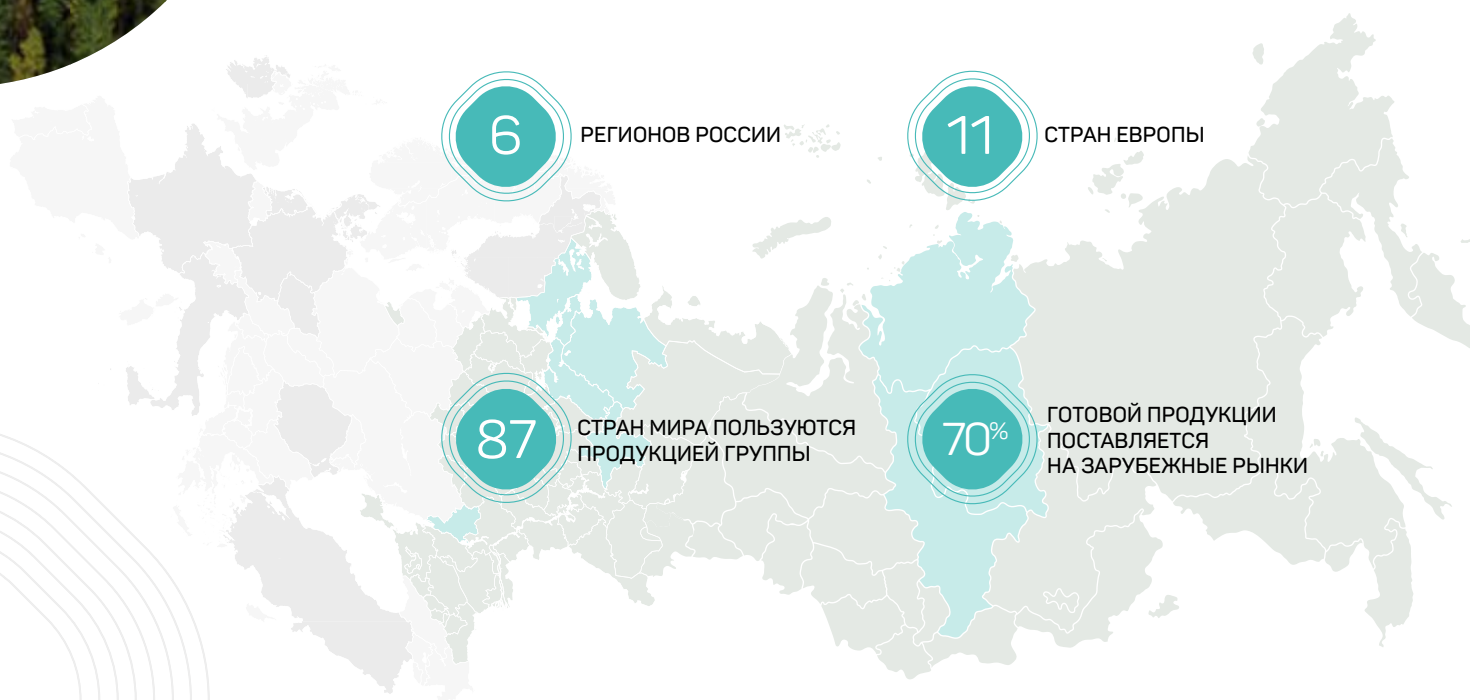 6
РЕГИОНОВ РОССИИ
11
СТРАН ЕВРОПЫ
87
СТРАН МИРА ПОЛЬЗУЮТСЯ
ПРОДУКЦИЕЙ ГРУППЫ
70%
ГОТОВОЙ ПРОДУКЦИИ
ПОСТАВЛЯЕТСЯ
НА ЗАРУБЕЖНЫЕ РЫНКИ